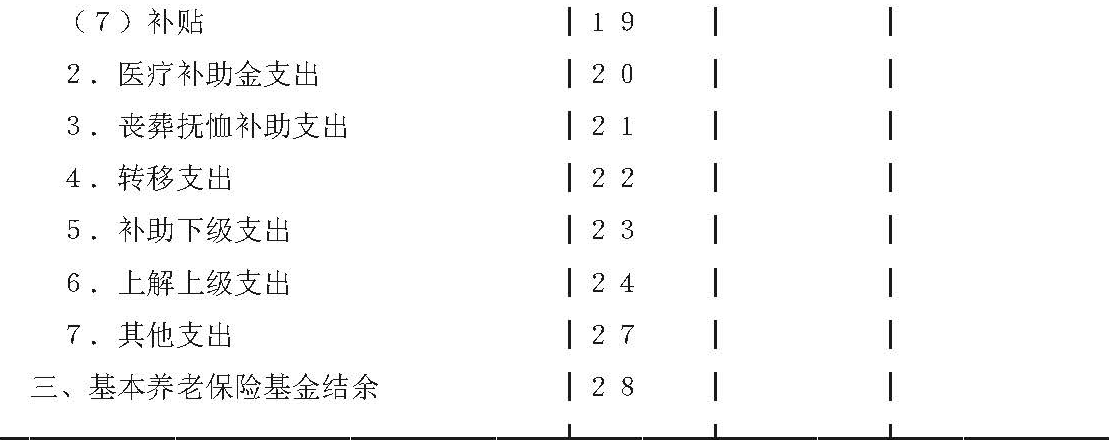 （7）补贴 | 19 | |
2．医疗补助金支出 | 20 | |
3．丧葬抚恤补助支出 | 21 | |
4．转移支出 | 22 | |
5．补助下级支出 | 23 | |
6．上解上级支出 | 24 | |
7．其他支出 | 27 | |
三、基本养老保险基金结余 | 28 | |